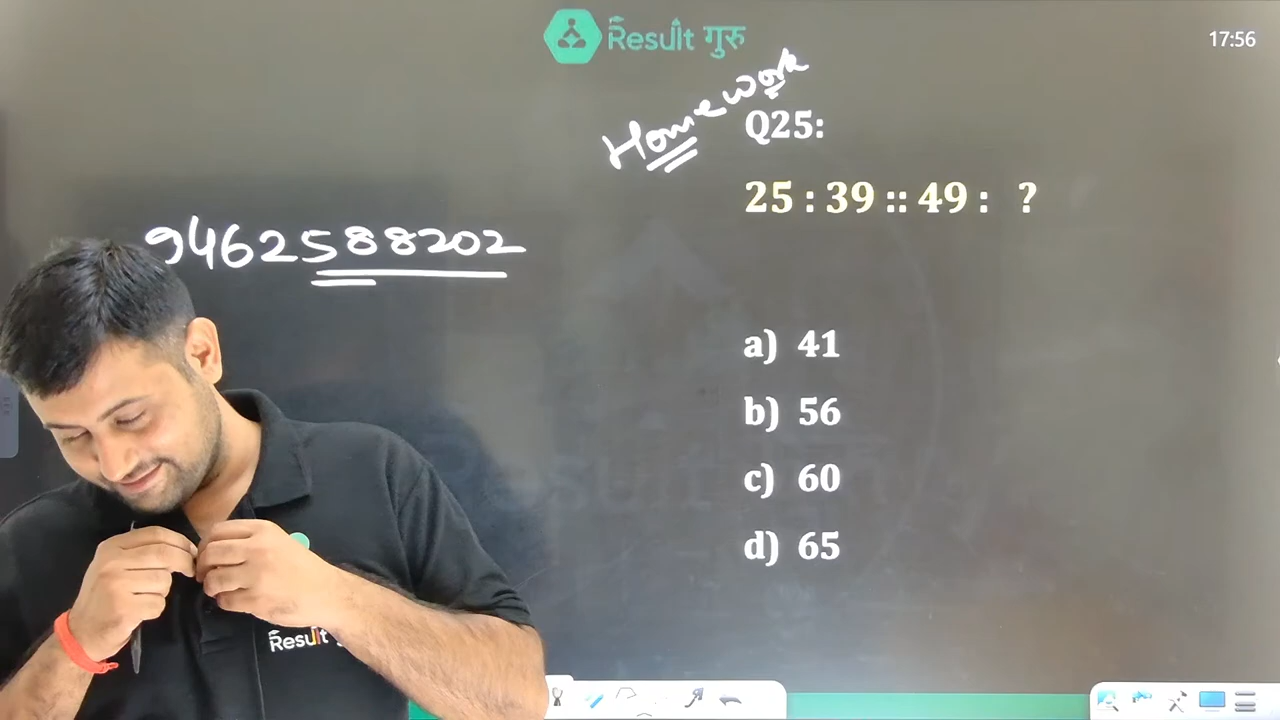 Result गुरु
17:56
Homework
Q25:
25 : 39 :: 49 : ?
9462588202
a) 41
b) 56
c) 60
d) 65
Result